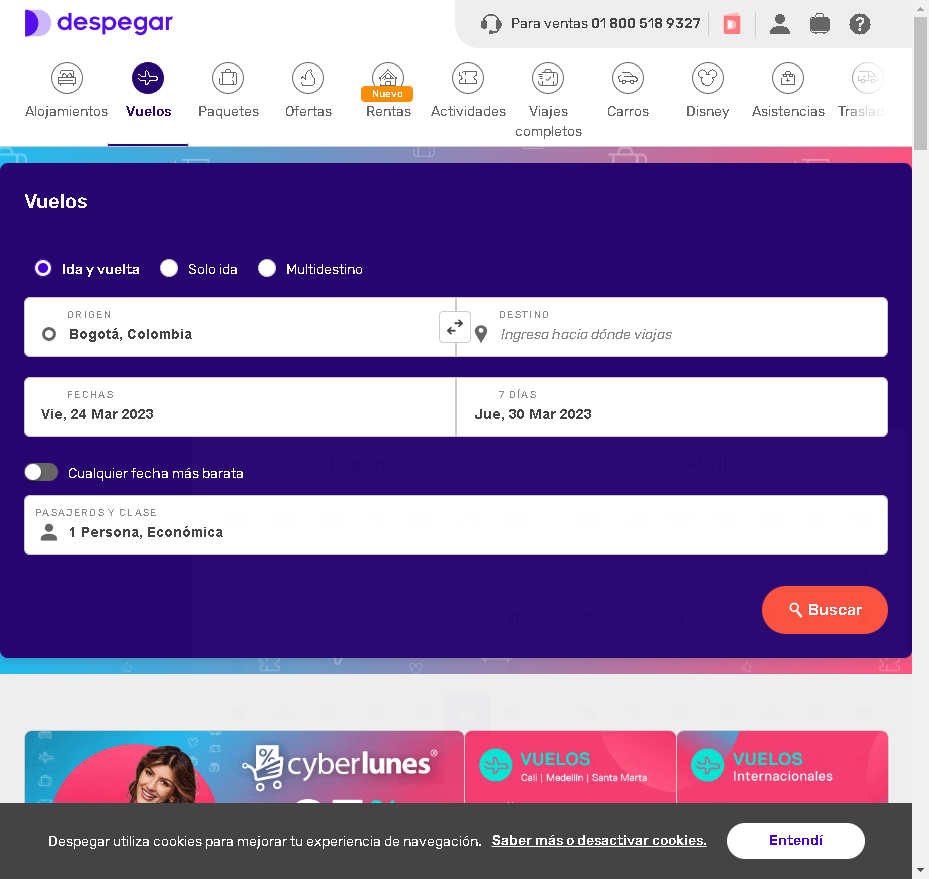 despegar
Para ventas 01 800 518 9327
Alojamientos
Vuelos
Paquetes
Ofertas
Nuevo
Rentas
Actividades
Viajes
completos
Carros
Disney
Asistencias
Traslad
Vuelos
Ida y vuelta
Solo ida
Multidestino
ORIGEN
Bogotá, Colombia
DESTINO
Ingresa hacia dónde viajas
FECHAS
Vie, 24 Mar 2023
7 DÍAS
Jue, 30 Mar 2023
Cualquier fecha más barata
PASAJEROS Y CLASE
1 Persona, Económica
Buscar
cyberlunes®
VUELOS
Cali | Medellín | Santa Marta
VUELOS
Internacionales
Despegar utiliza cookies para mejorar tu experiencia de navegación. Saber más o desactivar cookies.
Entendí